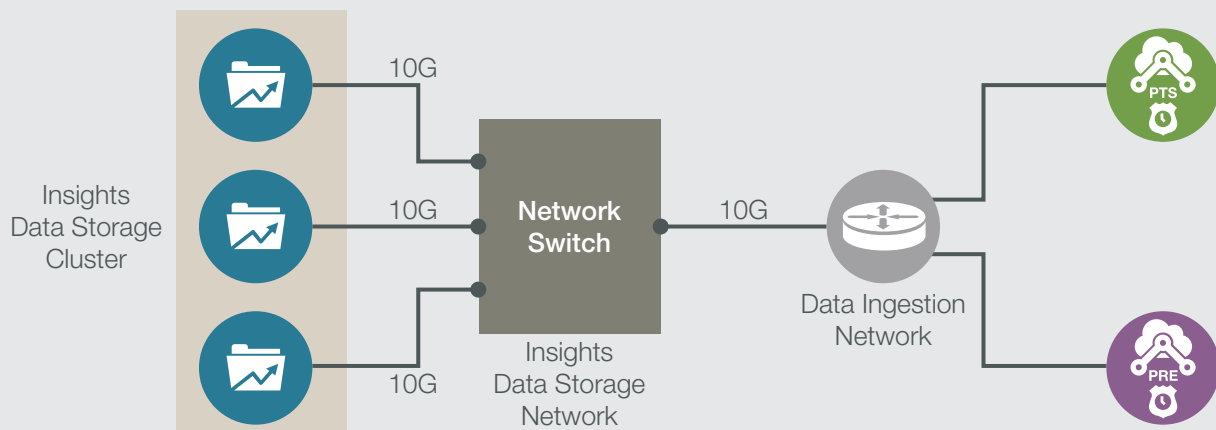 Insights
Data Storage
Cluster
10G
10G
10G
Network
Switch
Insights
Data Storage
Network
10G
Data Ingestion
Network
PTS
PRE